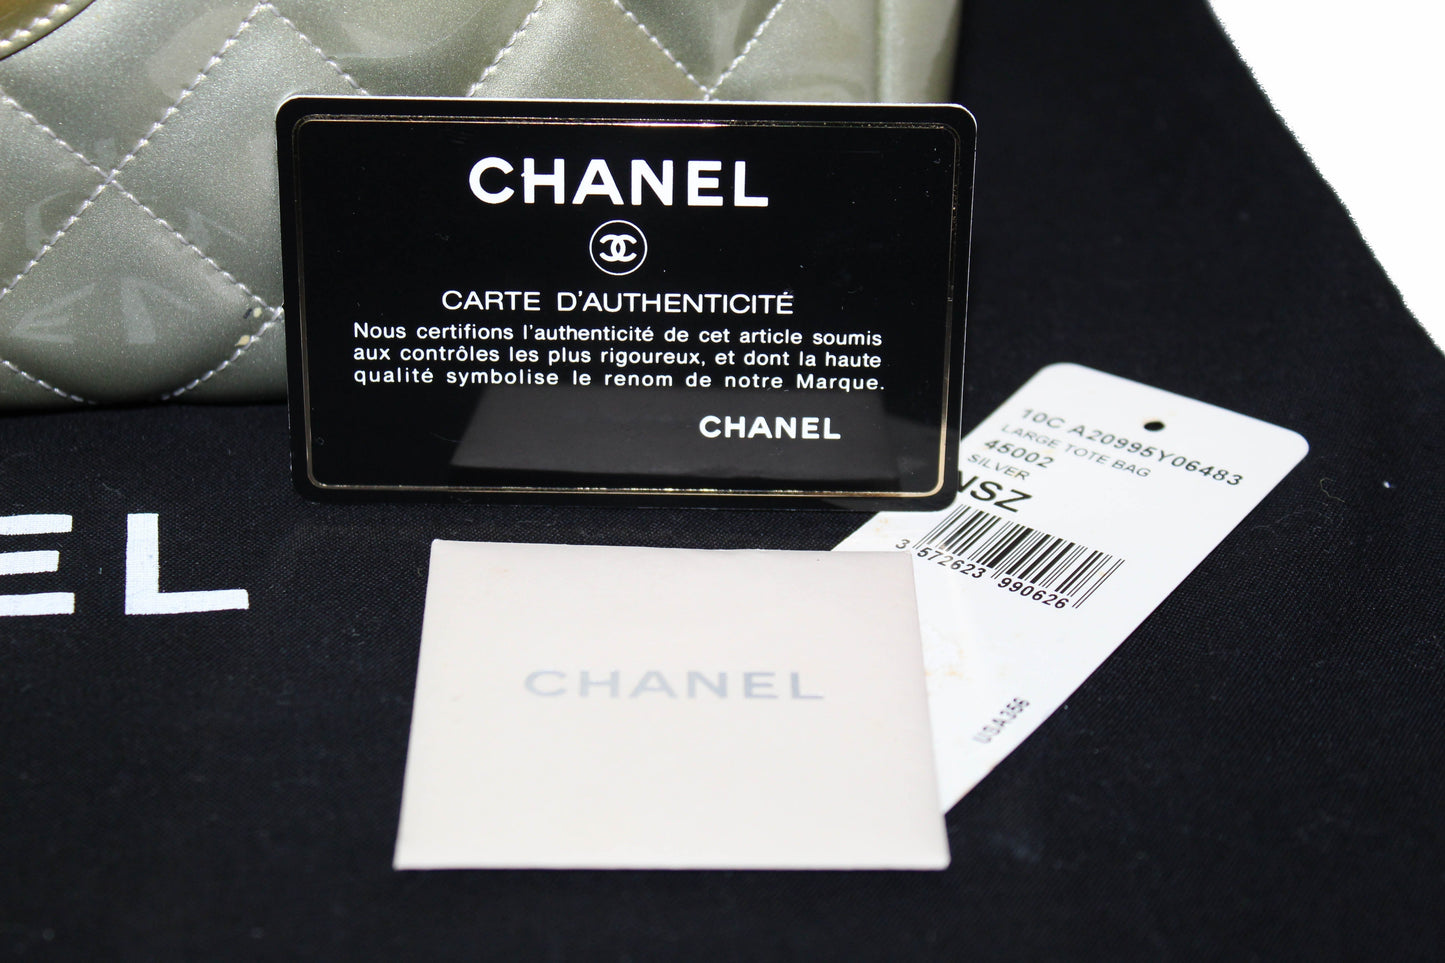 CHANEL
CARTE D'AUTHENTICITÉ
Nous certifions l'authenticité de cet article soumis
aux contrôles les plus rigoureux, et dont la haute
qualité symbolise le renom de notre Marque.
CHANEL
10C A20995Y06483
LARGE TOTE BAG
45002
SILVER
NSZ
3 572623 990626
USA356
EL
CHANEL